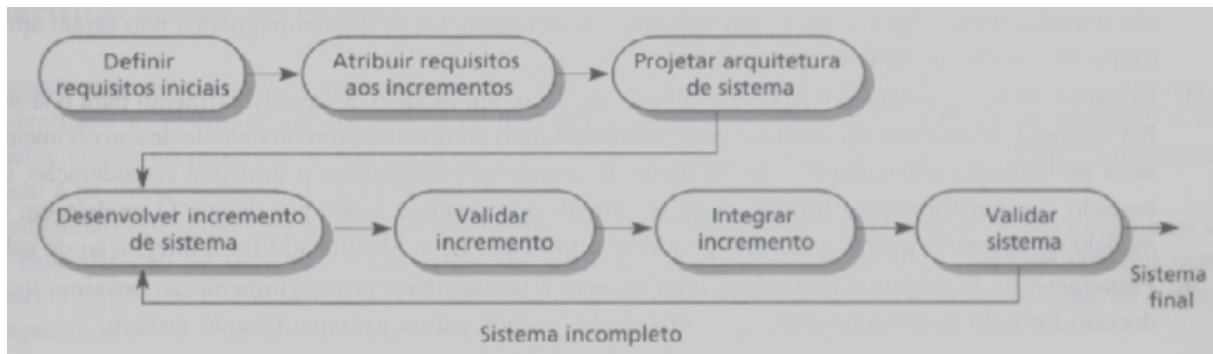 Definir
requisitos iniciais
Atribuir requisitos
aos incrementos
Projetar arquitetura
de sistema
Desenvolver incremento
de sistema
Validar
incremento
Integrar
incremento
Validar
sistema
Sistema
final
Sistema incompleto